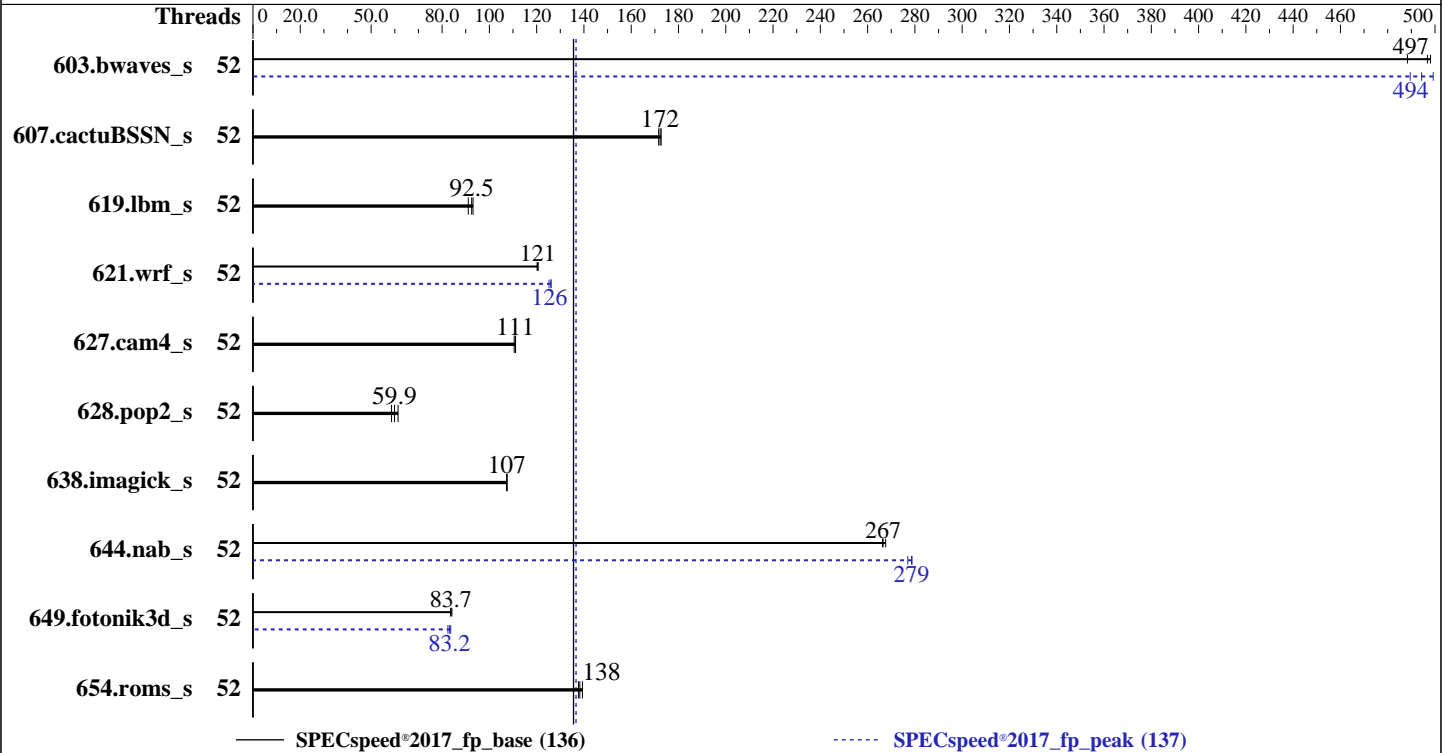 Threads 0 20.0 50.0 80.0 100 120 140 160 180 200 220 240 260 280 300 320 340 360 380 400 420 440 460 500
603.bwaves_s 52 497
494
607.cactuBSSN_s 52 172
619.lbm_s 52 92.5
621.wrf_s 52 121
126
627.cam4_s 52 111
628.pop2_s 52 59.9
638.imagick_s 52 107
644.nab_s 52 267
279
649.fotonik3d_s 52 83.7
83.2
654.roms_s 52 138
SPECspeed®2017_fp_base (136) SPECspeed®2017_fp_peak (137)